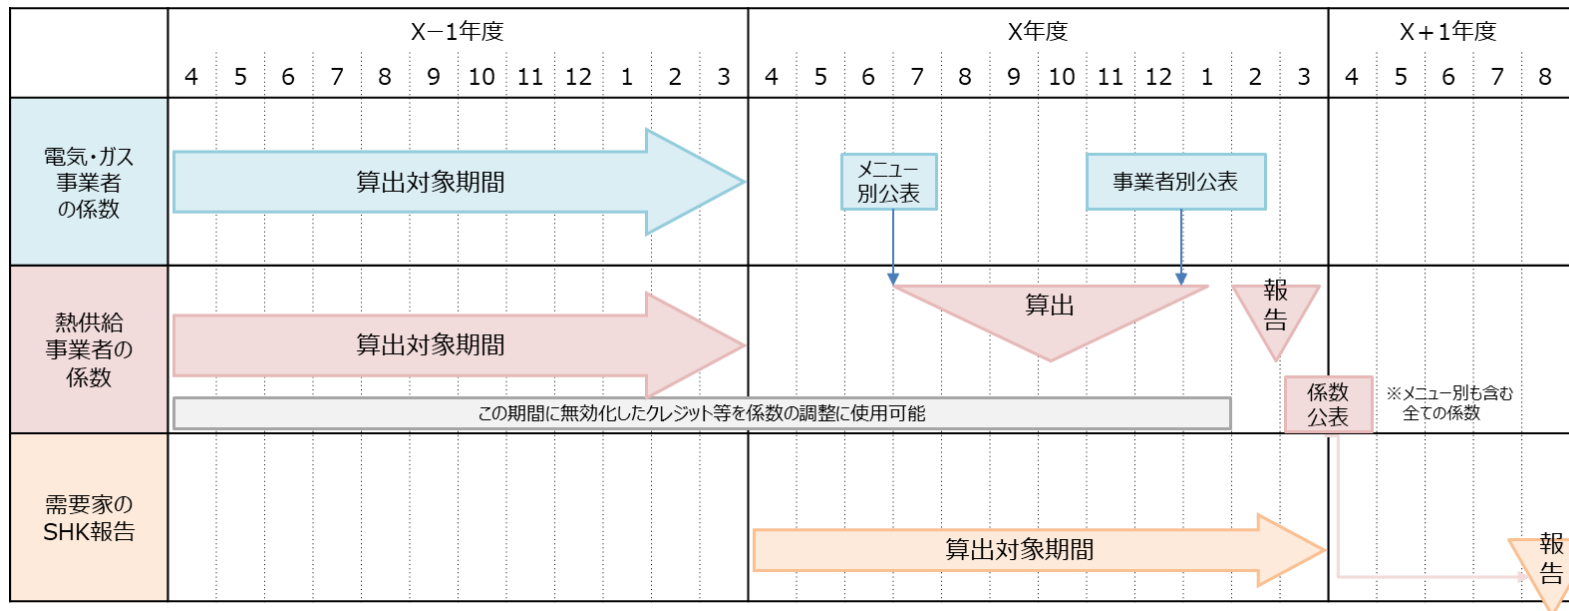 X－1年度
X年度
X＋1年度
4 5 6 7 8 9 10 11 12 1 2 3 4 5 6 7 8 9 10 11 12 1 2 3 4 5 6 7 8
電気・ガス
事業者
の係数
算出対象期間
メニュー
別公表
事業者別公表
熱供給
事業者の
係数
算出対象期間
算出
報
告
この期間に無効化したクレジット等を係数の調整に使用可能
係数
公表
※メニュー別も含む
全ての係数
需要家の
SHK報告
算出対象期間
報
告